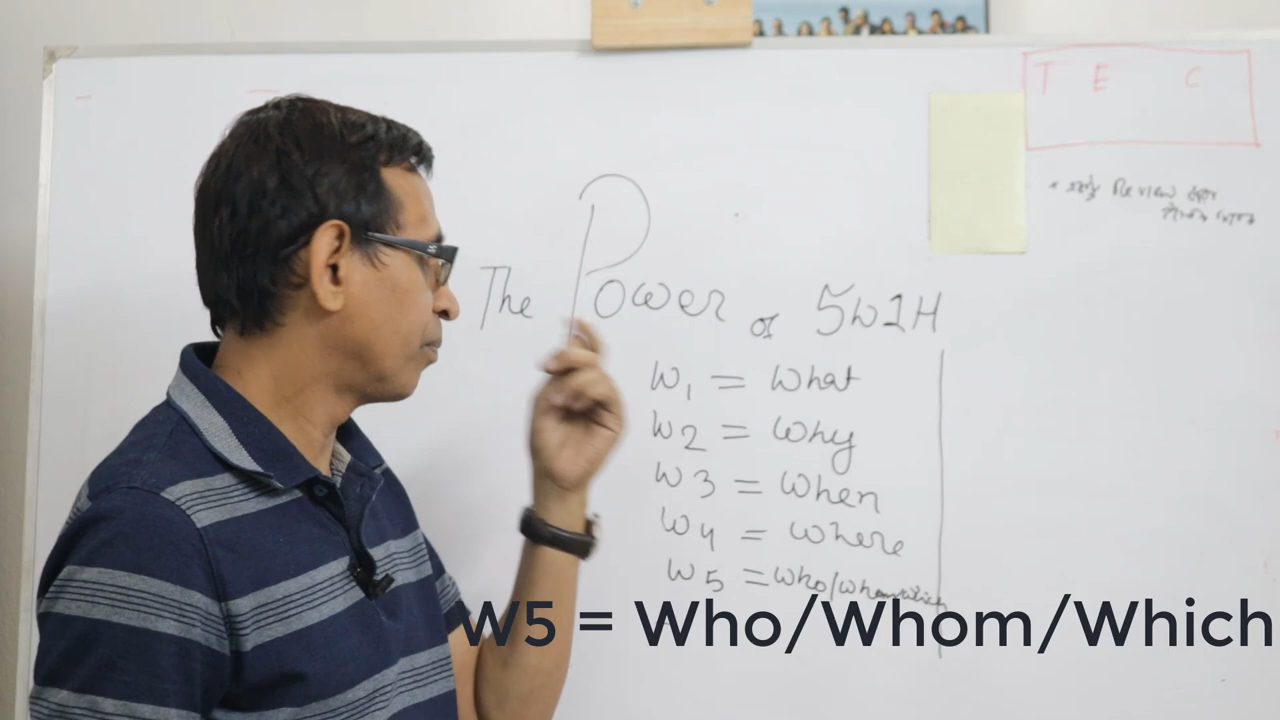 T E C
Review
The Power of 5W1H
W1 = What
W2 = Why
W3 = When
W4 = Where
W5 = Who/Whom/Which
W5 = Who/Whom/Which